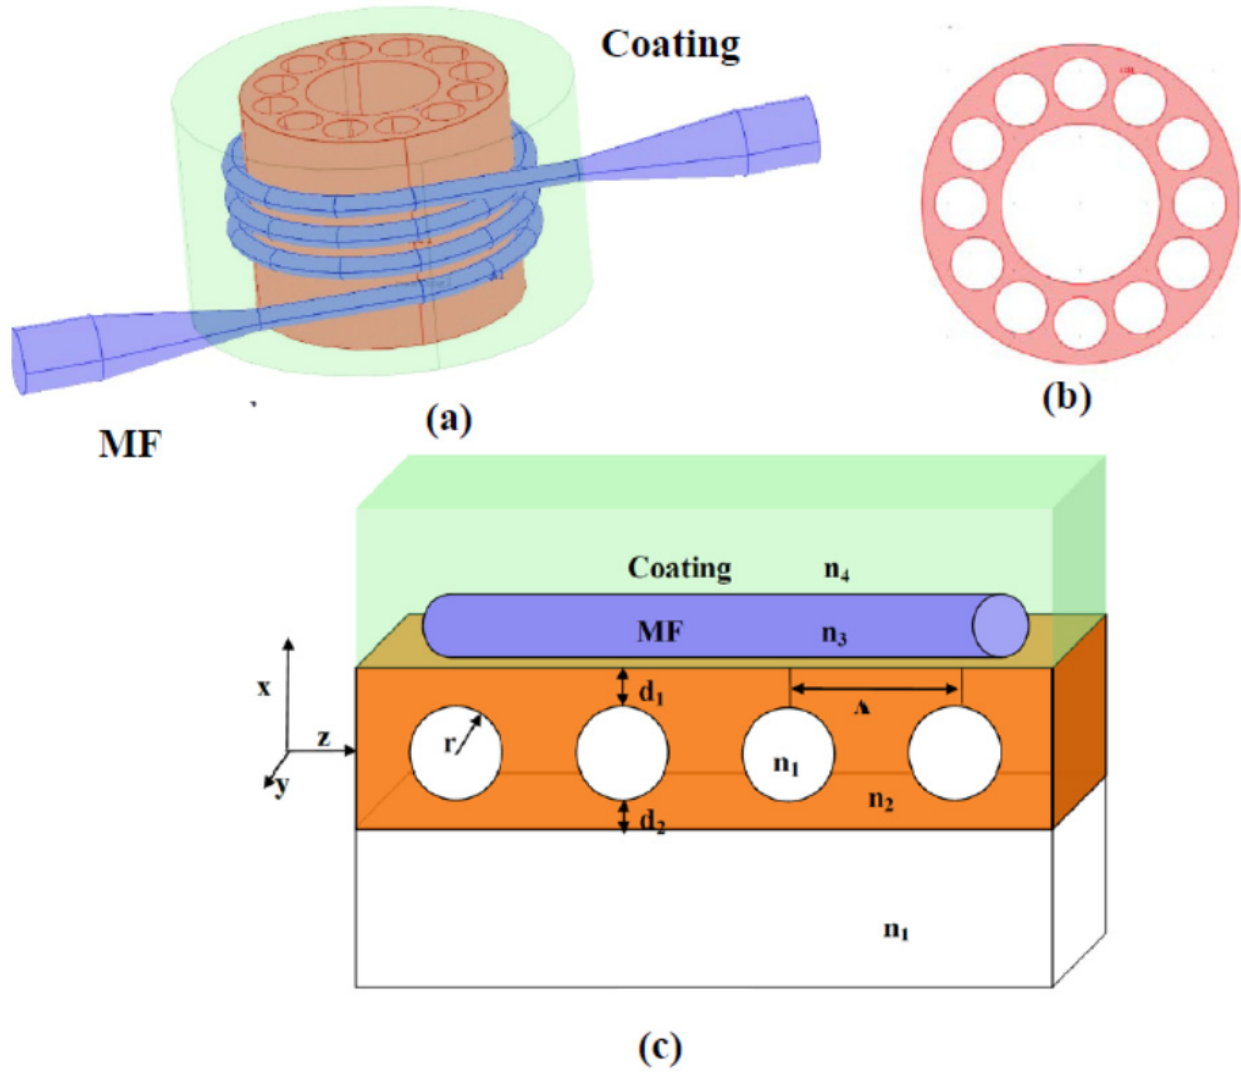 Coating
MF
(a)
(b)
Coating n₄
MF n₃
x
z
y
d₁
Λ
r
n₁
n₂
d₂
n₁
(c)